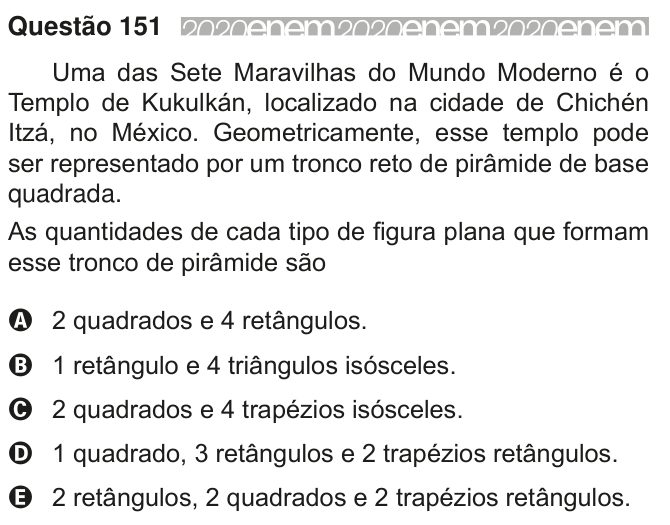 Questão 151 2020enem2020enem2020enem
Uma das Sete Maravilhas do Mundo Moderno é o
Templo de Kukulkán, localizado na cidade de Chichén
Itzá, no México. Geometricamente, esse templo pode
ser representado por um tronco reto de pirâmide de base
quadrada.
As quantidades de cada tipo de figura plana que formam
esse tronco de pirâmide são
A 2 quadrados e 4 retângulos.
B 1 retângulo e 4 triângulos isósceles.
C 2 quadrados e 4 trapézios isósceles.
D 1 quadrado, 3 retângulos e 2 trapézios retângulos.
E 2 retângulos, 2 quadrados e 2 trapézios retângulos.